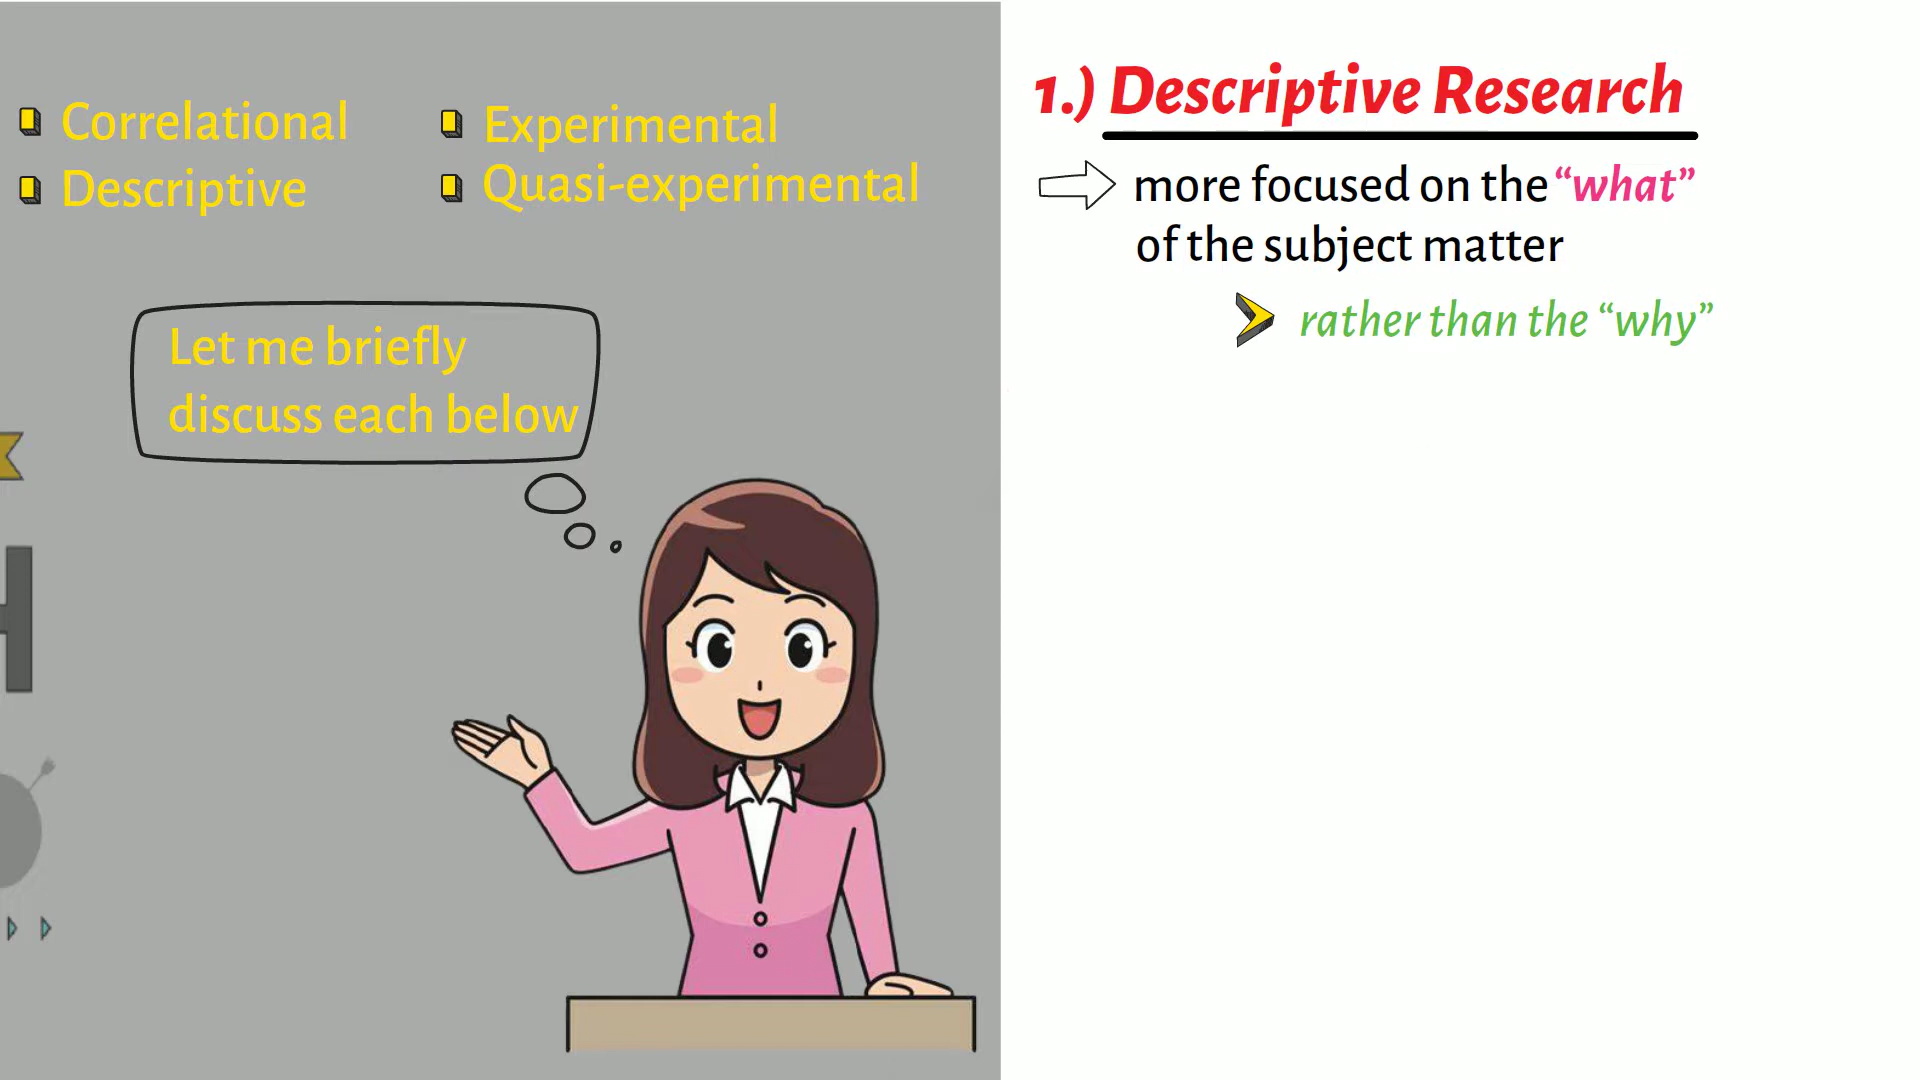 Correlational
Descriptive
Experimental
Quasi-experimental
Let me briefly
discuss each below
H
1.) Descriptive Research
more focused on the “what”
of the subject matter
rather than the “why”